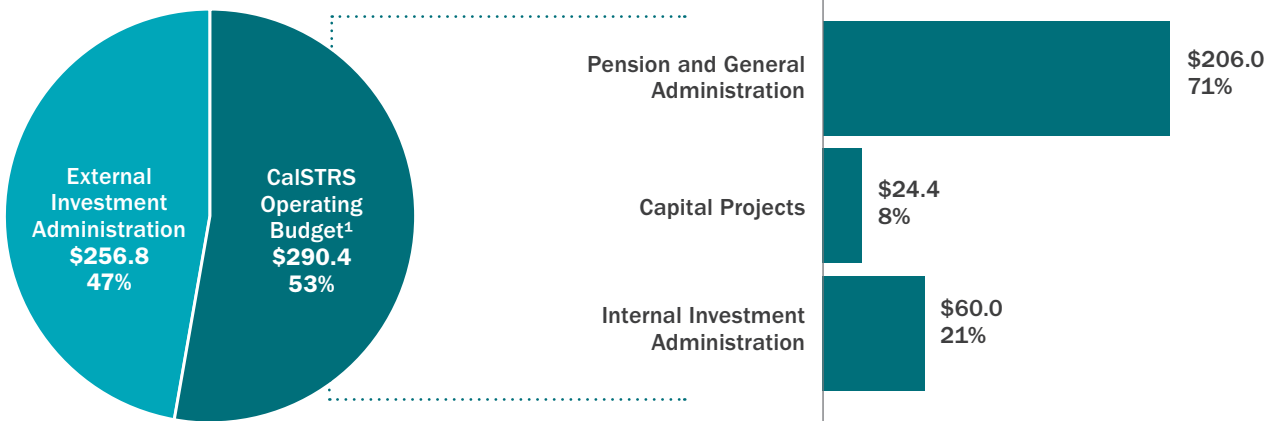 External
Investment
Administration
$256.8
47%
CalSTRS
Operating
Budget¹
$290.4
53%
Pension and General
Administration
$206.0
71%
Capital Projects
$24.4
8%
Internal Investment
Administration
$60.0
21%